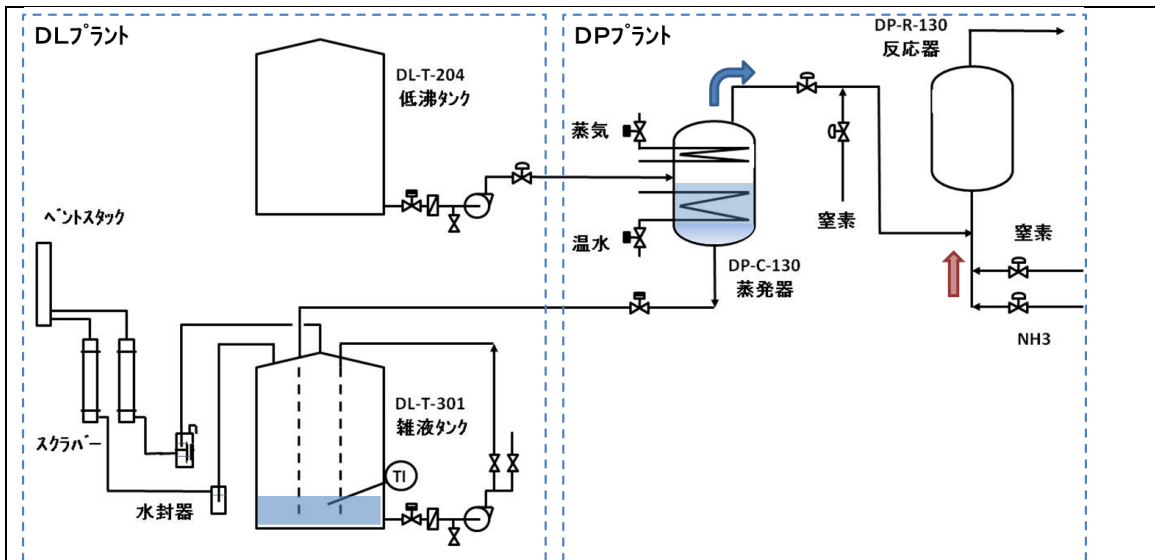 DLプラント
DL-T-204
低沸タンク
ベントスタック
スクラバー
水封器
DL-T-301
雑液タンク
TI
DPプラント
DP-R-130
反応器
蒸気
温水
窒素
DP-C-130
蒸発器
窒素
NH3